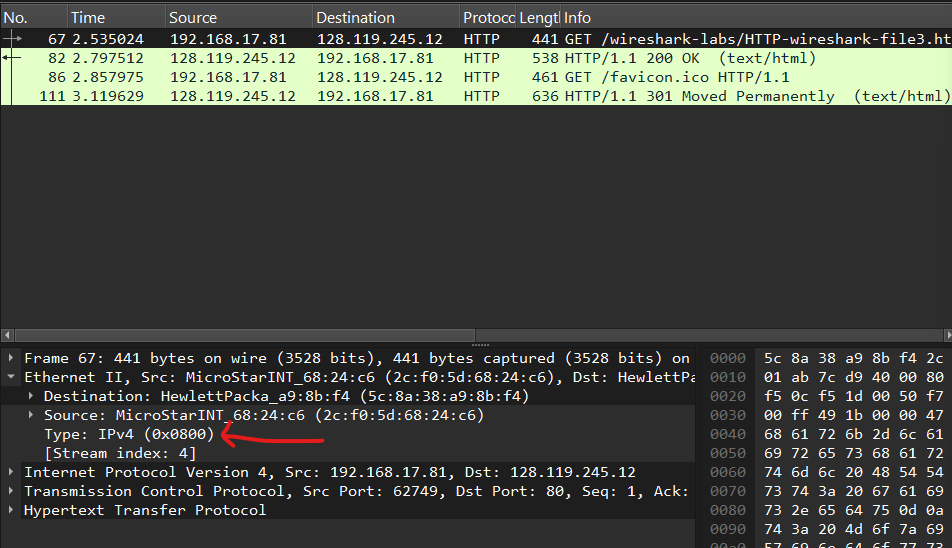 No. Time Source Destination Protocc Lengtl Info
67 2.535024 192.168.17.81 128.119.245.12 HTTP 441 GET /wireshark-labs/HTTP-wireshark-file3.ht
82 2.797512 128.119.245.12 192.168.17.81 HTTP 538 HTTP/1.1 200 OK (text/html)
86 2.857975 192.168.17.81 128.119.245.12 HTTP 461 GET /favicon.ico HTTP/1.1
111 3.119629 128.119.245.12 192.168.17.81 HTTP 636 HTTP/1.1 301 Moved Permanently (text/html)
Frame 67: 441 bytes on wire (3528 bits), 441 bytes captured (3528 bits) on
Ethernet II, Src: MicroStarINT_68:24:c6 (2c:f0:5d:68:24:c6), Dst: HewlettPa
Destination: HewlettPacka_a9:8b:f4 (5c:8a:38:a9:8b:f4)
Source: MicroStarINT_68:24:c6 (2c:f0:5d:68:24:c6)
Type: IPv4 (0x0800)
[Stream index: 4]
Internet Protocol Version 4, Src: 192.168.17.81, Dst: 128.119.245.12
Transmission Control Protocol, Src Port: 62749, Dst Port: 80, Seq: 1, Ack:
Hypertext Transfer Protocol
0000 5c 8a 38 a9 8b f4 2c
0010 01 ab 7c d9 40 00 80
0020 f5 0c f5 1d 00 50 f7
0030 00 ff 49 1b 00 00 47
0040 68 61 72 6b 2d 6c 61
0050 69 72 65 73 68 61 72
0060 74 6d 6c 20 48 54 54
0070 73 74 3a 20 67 61 69
0080 73 2e 65 64 75 0d 0a
0090 74 3a 20 4d 6f 7a 69
57 69 6e 64 6f 77 73